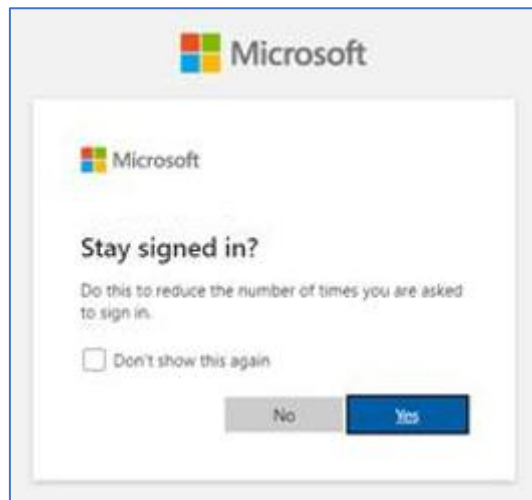 Microsoft
Microsoft
Stay signed in?
Do this to reduce the number of times you are asked
to sign in.
Don't show this again
No
Yes